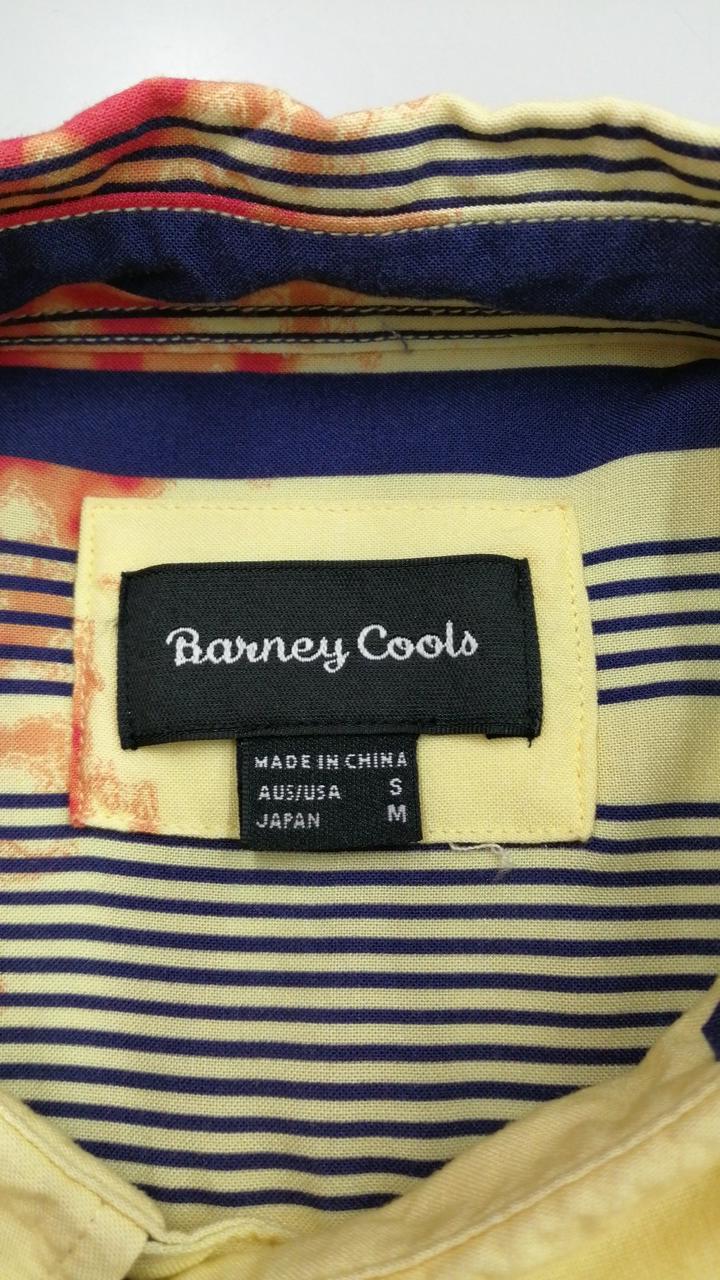 Barney Cools
MADE IN CHINA
AUS/USA S
JAPAN M